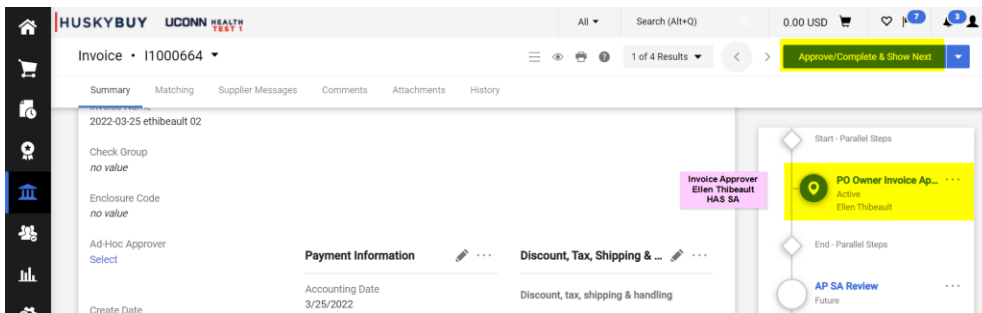 HUSKYBUY UCONN HEALTH
TEST 1
All
Search (Alt+Q)
0.00 USD
7
3
Invoice • I1000664
1 of 4 Results
Approve/Complete & Show Next
Summary
Matching
Supplier Messages
Comments
Attachments
History
2022-03-25 ethibeault 02
Check Group
no value
Enclosure Code
no value
Ad-Hoc Approver
Select
Create Date
Payment Information
Accounting Date
3/25/2022
Discount, Tax, Shipping & ...
Discount, tax, shipping & handling
Invoice Approver
Ellen Thibeault
HAS SA
Start - Parallel Steps
PO Owner Invoice Ap...
Active
Ellen Thibeault
End - Parallel Steps
AP SA Review
Future